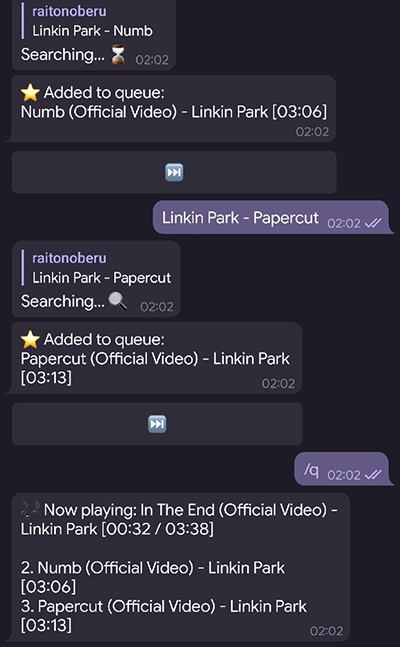 raitonoberu
Linkin Park - Numb
Searching... ⏳ 02:02
⭐ Added to queue:
Numb (Official Video) - Linkin Park [03:06]
02:02
⏭
Linkin Park - Papercut 02:02
raitonoberu
Linkin Park - Papercut
Searching... 🔍 02:02
⭐ Added to queue:
Papercut (Official Video) - Linkin Park
[03:13]
02:02
⏭
/q 02:02
Now playing: In The End (Official Video) -
Linkin Park [00:32 / 03:38]
2. Numb (Official Video) - Linkin Park
[03:06]
3. Papercut (Official Video) - Linkin Park
[03:13]
02:02